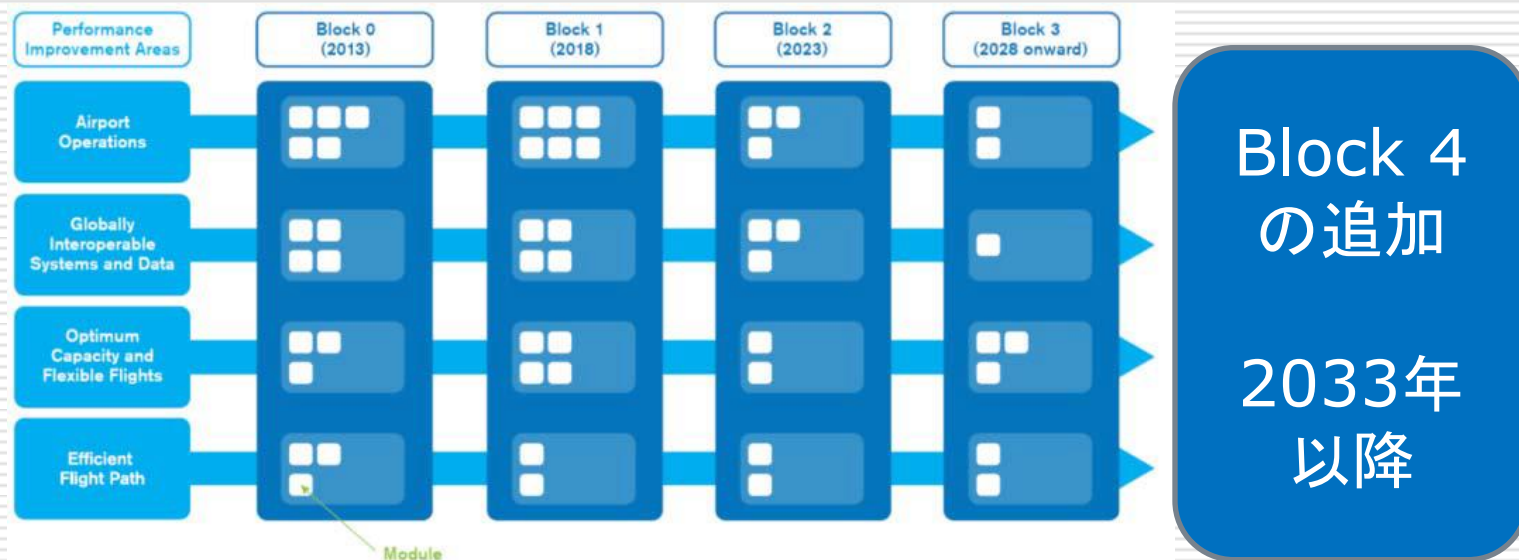 Performance
Improvement Areas
Block 0
(2013)
Block 1
(2018)
Block 2
(2023)
Block 3
(2028 onward)
Airport
Operations
Globally
Interoperable
Systems and Data
Optimum
Capacity and
Flexible Flights
Efficient
Flight Path
Module
Block 4
の追加
2033年
以降